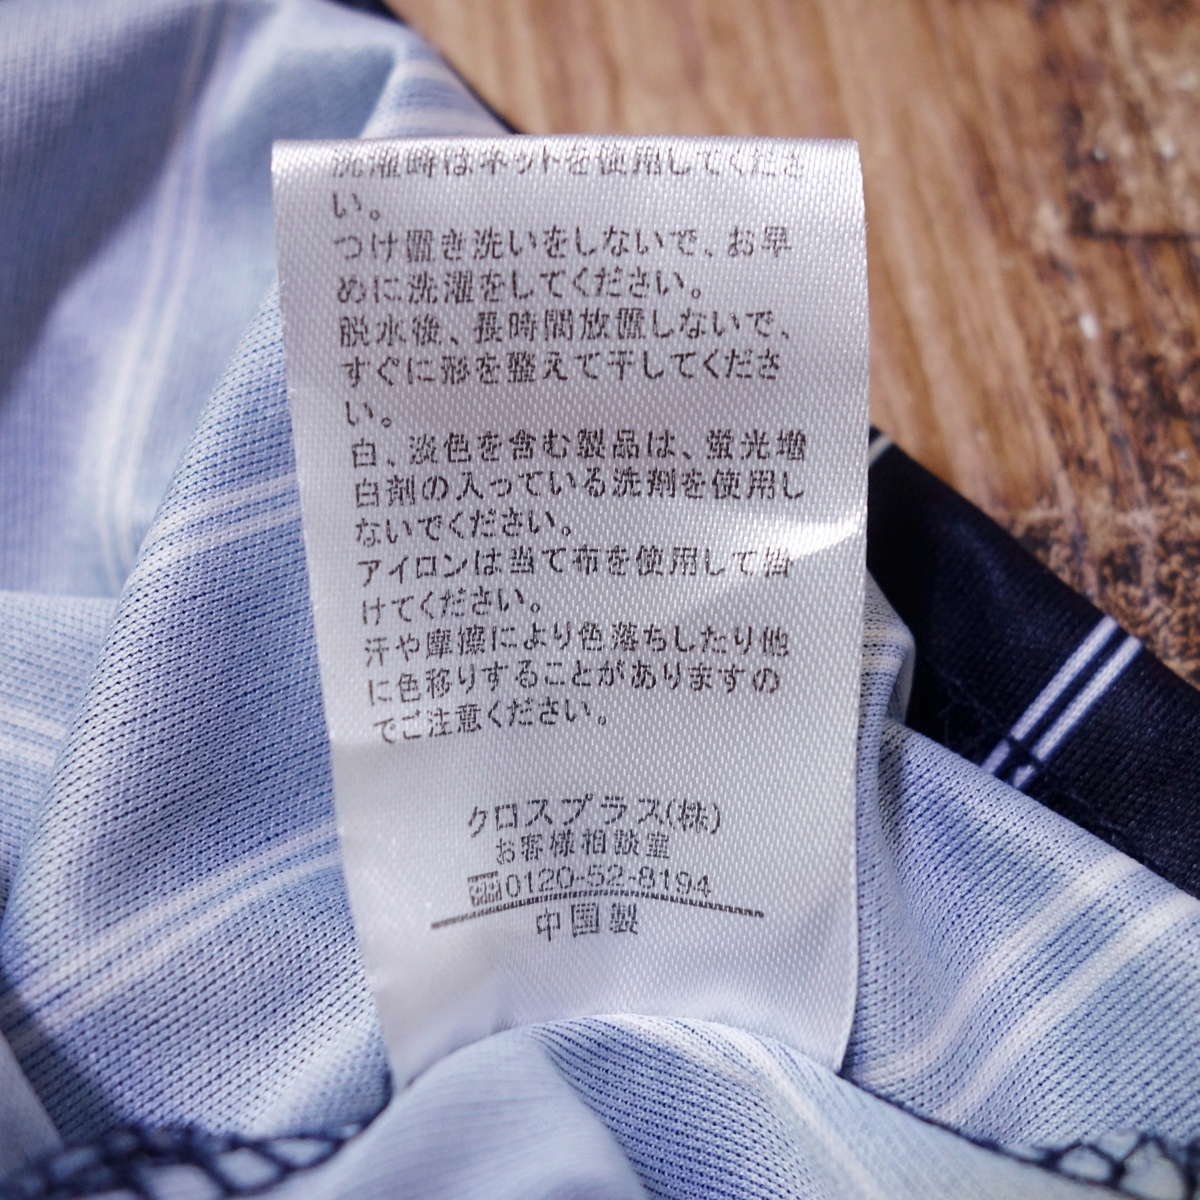 洗濯時はネットを使用してくださ
い。
つけ置き洗いをしないで、お早
めに洗濯をしてください。
脱水後、長時間放置しないで、
すぐに形を整えて干してくださ
い。
白、淡色を含む製品は、蛍光増
白剤の入っている洗剤を使用し
ないでください。
アイロンは当て布を使用して掛
けてください。
汗や摩擦により色落ちしたり他
に色移りすることがありますの
でご注意ください。
クロスプラス(株)
お客様相談室
0120-52-8194
中国製